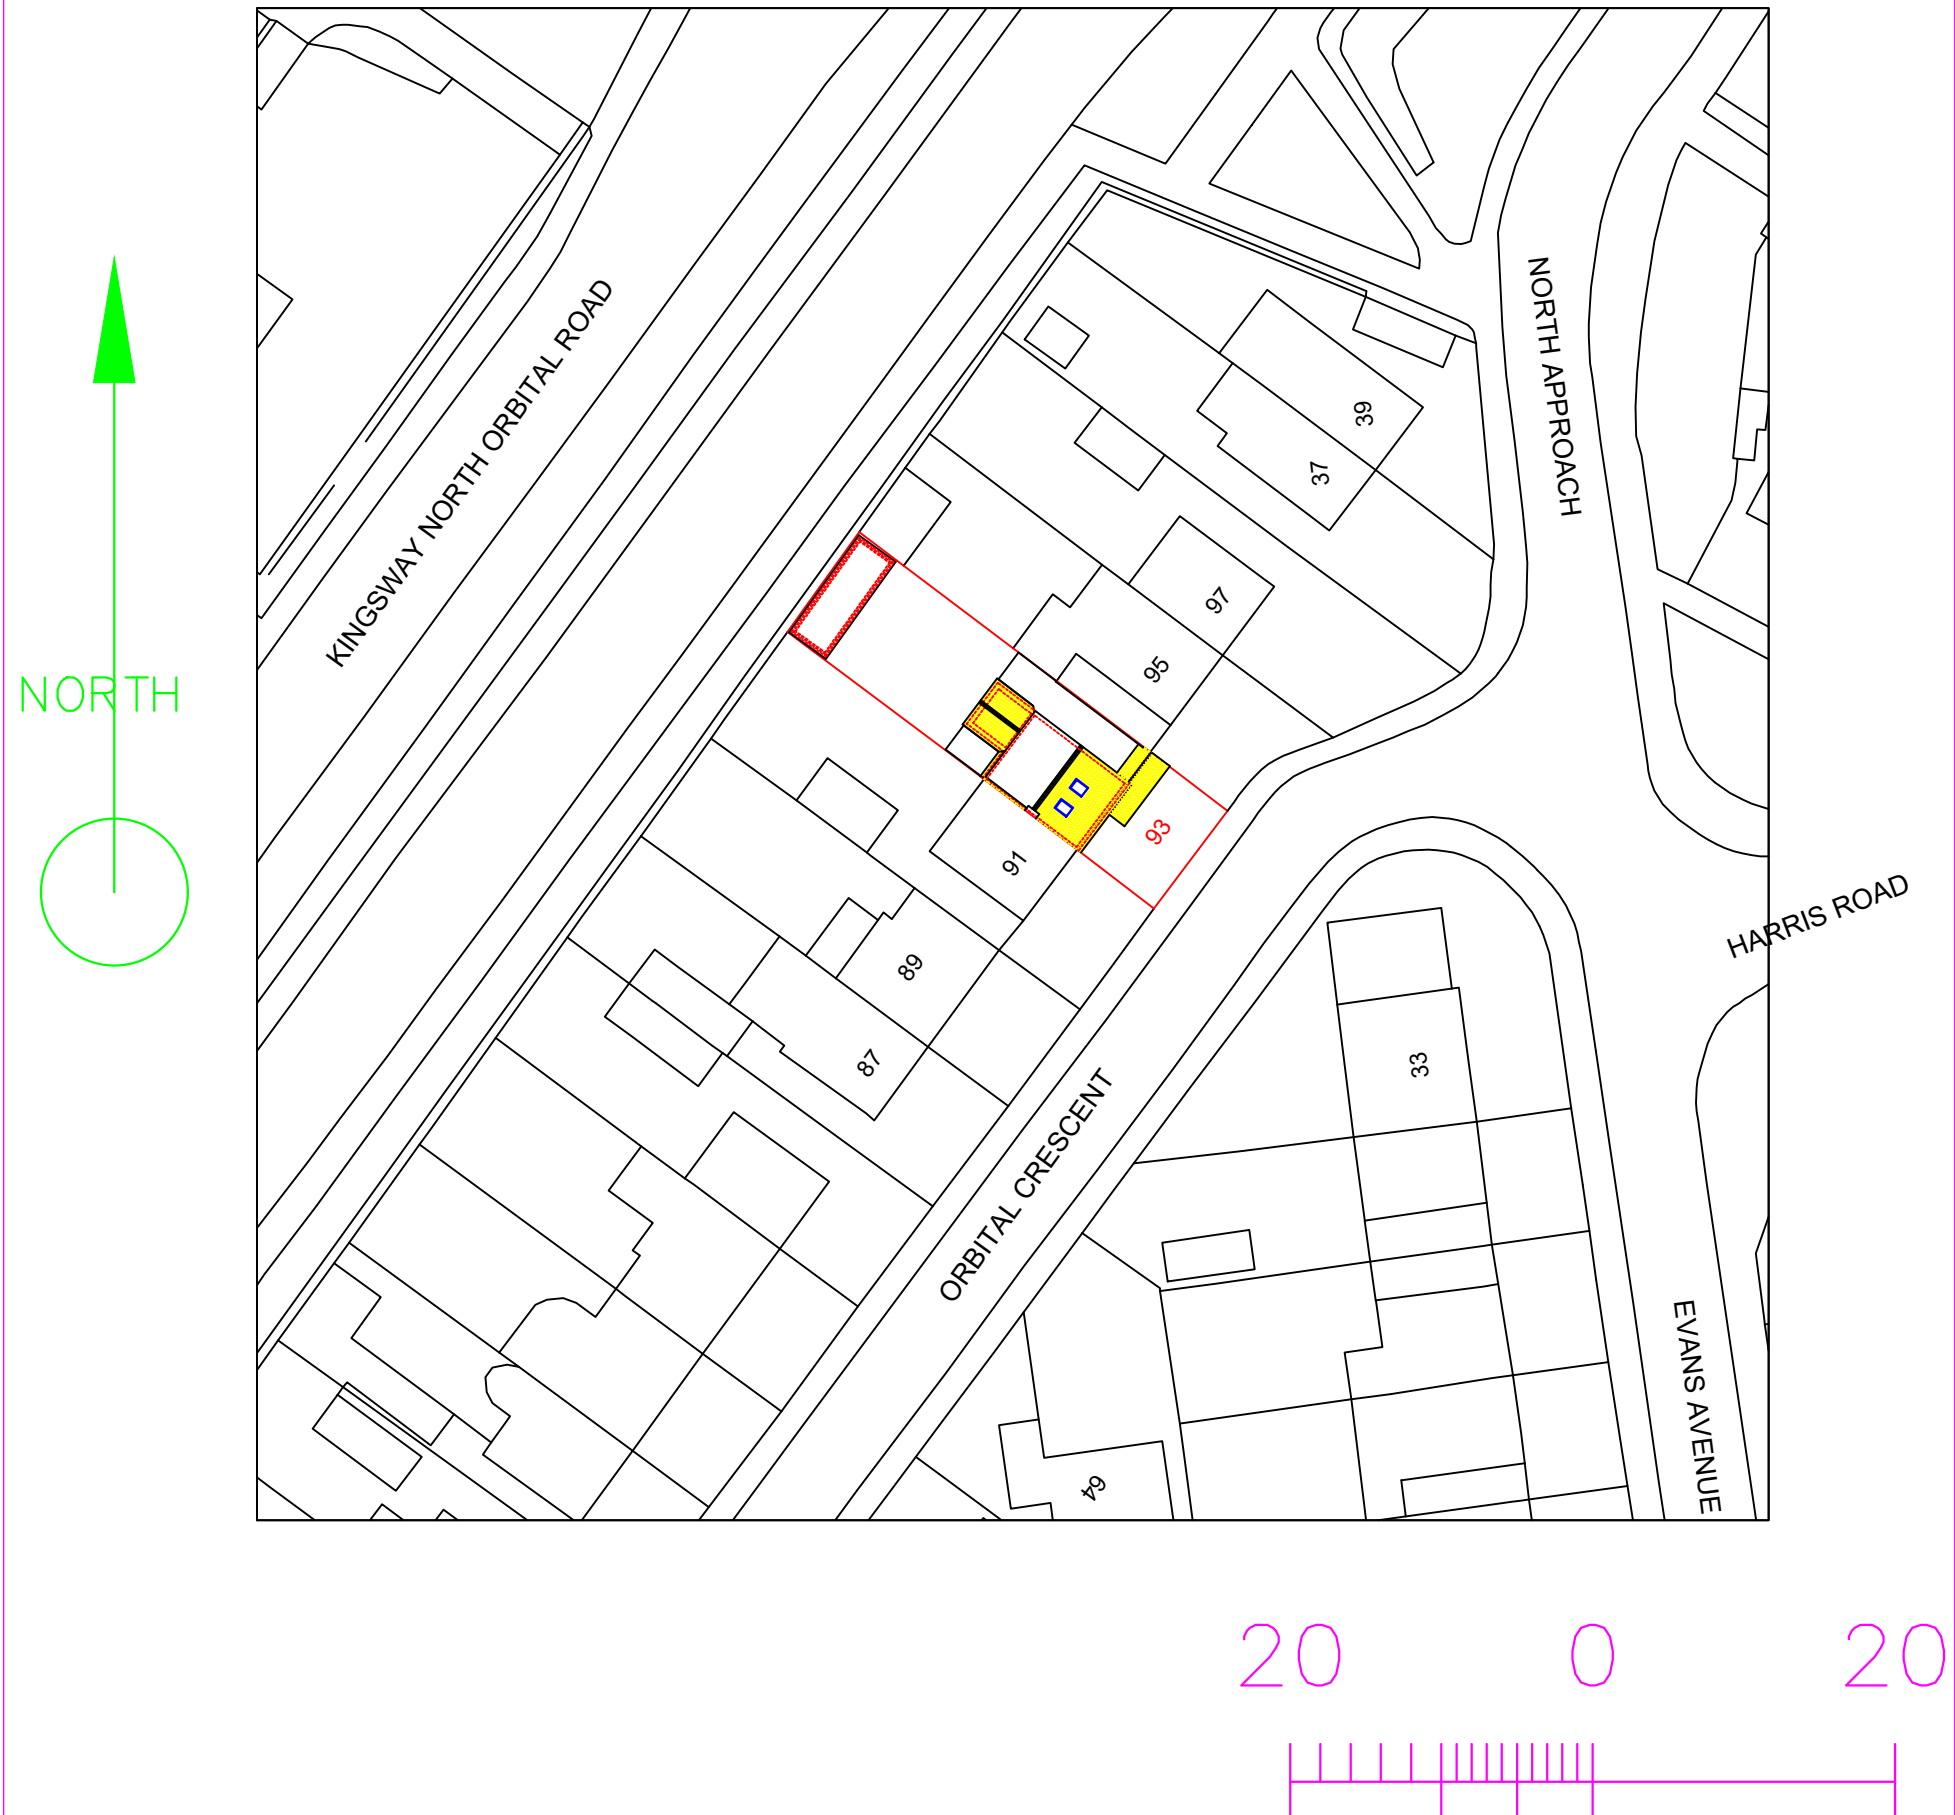 NORTH APPROACH
KINGSWAY NORTH ORBITAL ROAD
39
37
97
95
NORTH
93
91
HARRIS ROAD
89
87
33
ORBITAL CRESCENT
EVANS AVENUE
64
20 0 20